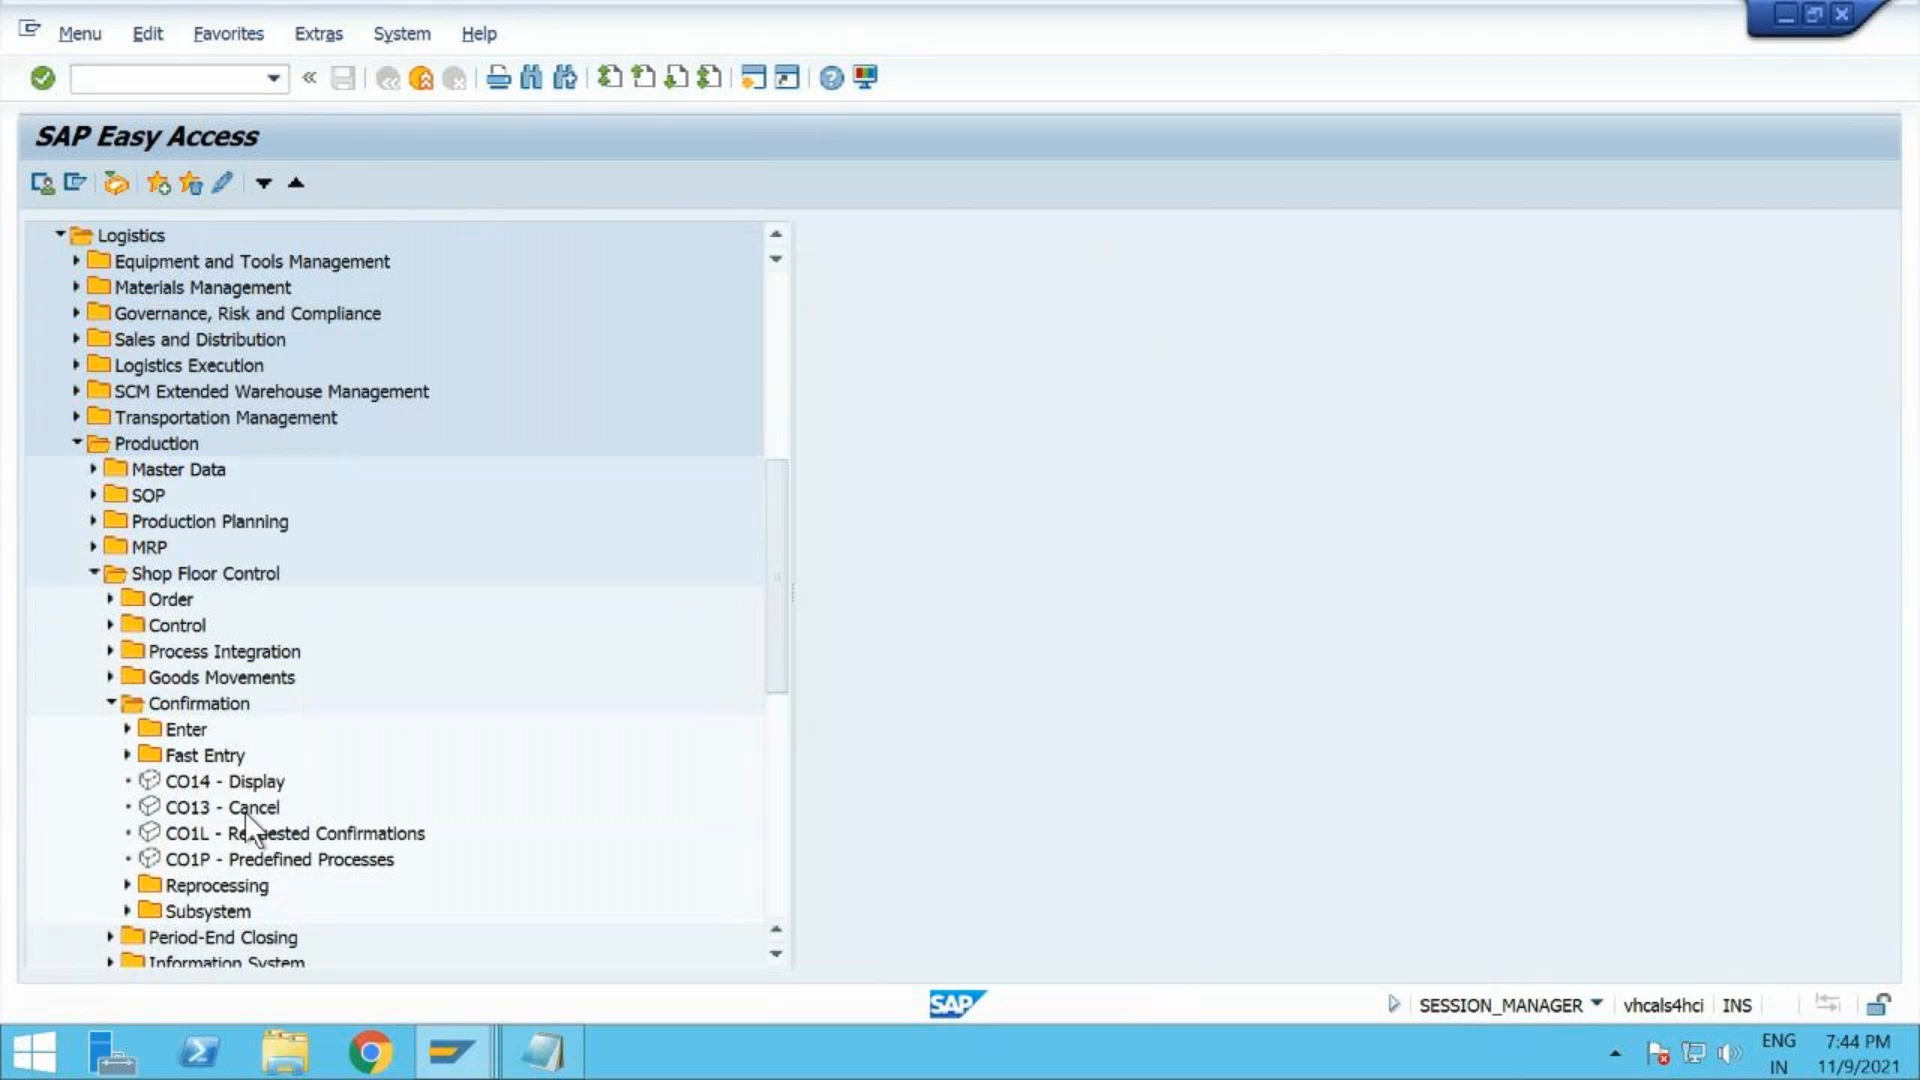 Menu Edit Favorites Extras System Help
SAP Easy Access
Logistics
Equipment and Tools Management
Materials Management
Governance, Risk and Compliance
Sales and Distribution
Logistics Execution
SCM Extended Warehouse Management
Transportation Management
Production
Master Data
SOP
Production Planning
MRP
Shop Floor Control
Order
Control
Process Integration
Goods Movements
Confirmation
Enter
Fast Entry
CO14 - Display
CO13 - Cancel
CO1L - Requested Confirmations
CO1P - Predefined Processes
Reprocessing
Subsystem
Period-End Closing
Information System
SAP
SESSION_MANAGER vhcals4hci INS
ENG 7:44 PM
IN 11/9/2021